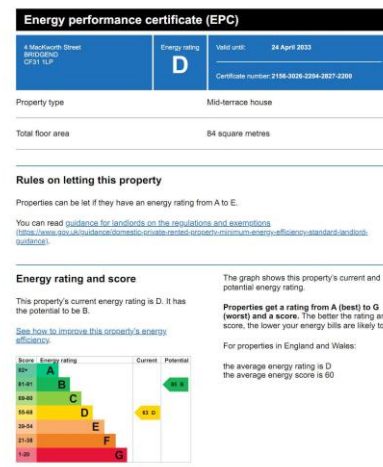 Energy performance certificate (EPC)
4 MacKworth Street
BRIDGEND
CF31 1LP
Energy rating
D
Valid until: 24 April 2033
Certificate number: 2156-3026-2204-2827-2200
Property type Mid-terrace house
Total floor area 84 square metres
Rules on letting this property
Properties can be let if they have an energy rating from A to E.
You can read guidance for landlords on the regulations and exemptions
(https://www.gov.uk/guidance/domestic-private-rented-property-minimum-energy-efficiency-standard-landlord-
guidance).
Energy rating and score
This property's current energy rating is D. It has
the potential to be B.
See how to improve this property's energy
efficiency.
Score Energy rating Current Potential
92+ A
81-91 B
69-80 C
55-68 D 63 D
39-54 E
21-38 F
1-20 G
The graph shows this property's current and
potential energy rating.
Properties get a rating from A (best) to G
(worst) and a score. The better the rating an
score, the lower your energy bills are likely to
For properties in England and Wales:
the average energy rating is D
the average energy score is 60